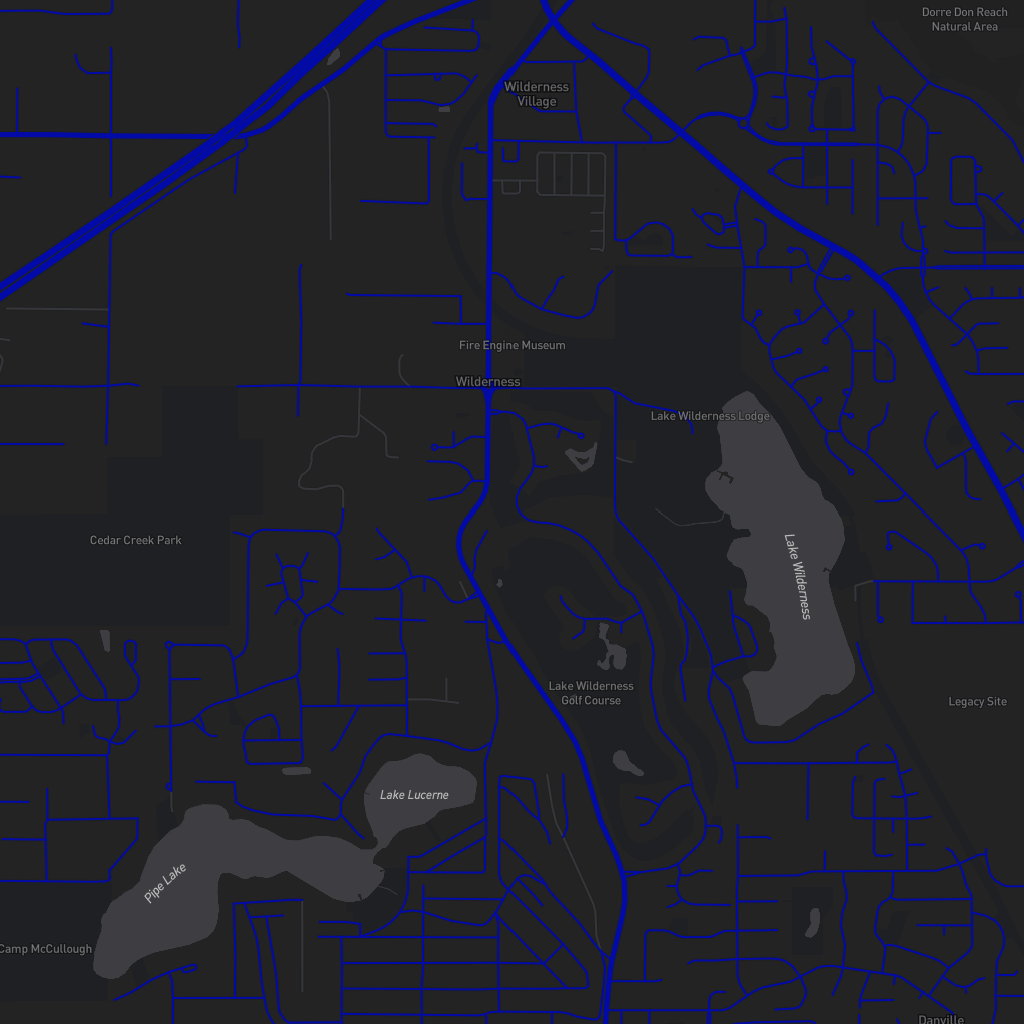 Dorre Don Reach
Natural Area
Wilderness
Village
Fire Engine Museum
Wilderness
Lake Wilderness Lodge
Cedar Creek Park
Lake Wilderness
Lake Wilderness
Golf Course
Legacy Site
Lake Lucerne
Pipe Lake
Camp McCullough
Danville